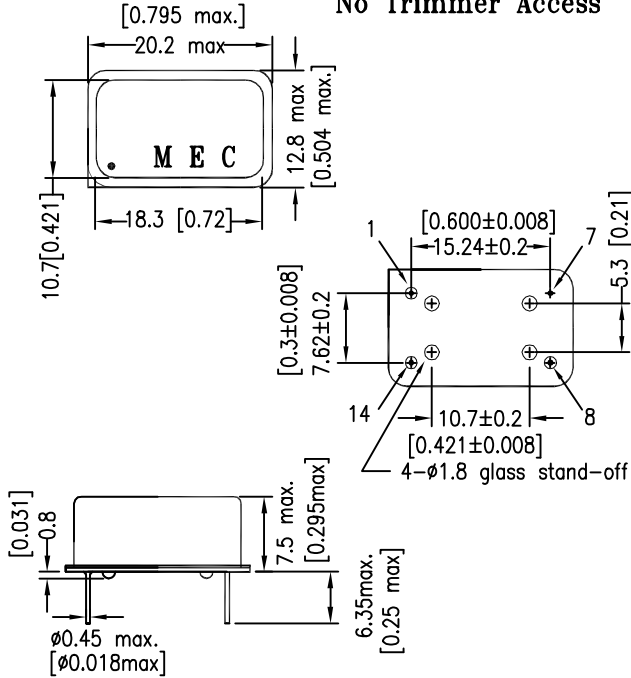 No Trimmer Access
[0.795 max.]
20.2 max
M E C
12.8 max
[0.504 max.]
18.3 [0.72]
10.7[0.421]
1
[0.600±0.008]
15.24±0.2
7
5.3 [0.21]
[0.3±0.008]
7.62±0.2
14
10.7±0.2
8
[0.421±0.008]
4-ø1.8 glass stand-off
[0.031]
0.8
7.5 max.
[0.295max]
6.35max.
[0.25 max]
ø0.45 max.
[ø0.018max]